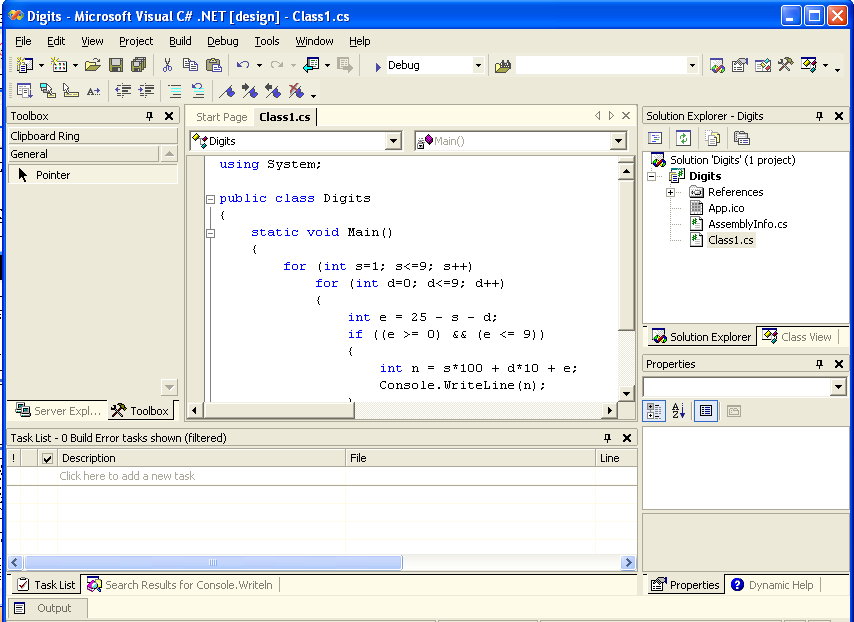 Digits - Microsoft Visual C# .NET [design] - Class1.cs
File Edit View Project Build Debug Tools Window Help
Debug
Toolbox
Clipboard Ring
General
Pointer
Server Expl...
Toolbox
Start Page Class1.cs
Digits
Main()
using System;
public class Digits
{
static void Main()
{
for (int s=1; s<=9; s++)
for (int d=0; d<=9; d++)
{
int e = 25 - s - d;
if ((e >= 0) && (e <= 9))
{
int n = s*100 + d*10 + e;
Console.WriteLine(n);
}
Solution Explorer - Digits
Solution 'Digits' (1 project)
Digits
References
App.ico
AssemblyInfo.cs
Class1.cs
Solution Explorer
Class View
Properties
Task List - 0 Build Error tasks shown (filtered)
! Description File Line
Click here to add a new task
Task List
Search Results for Console.Writeln
Properties
Dynamic Help
Output